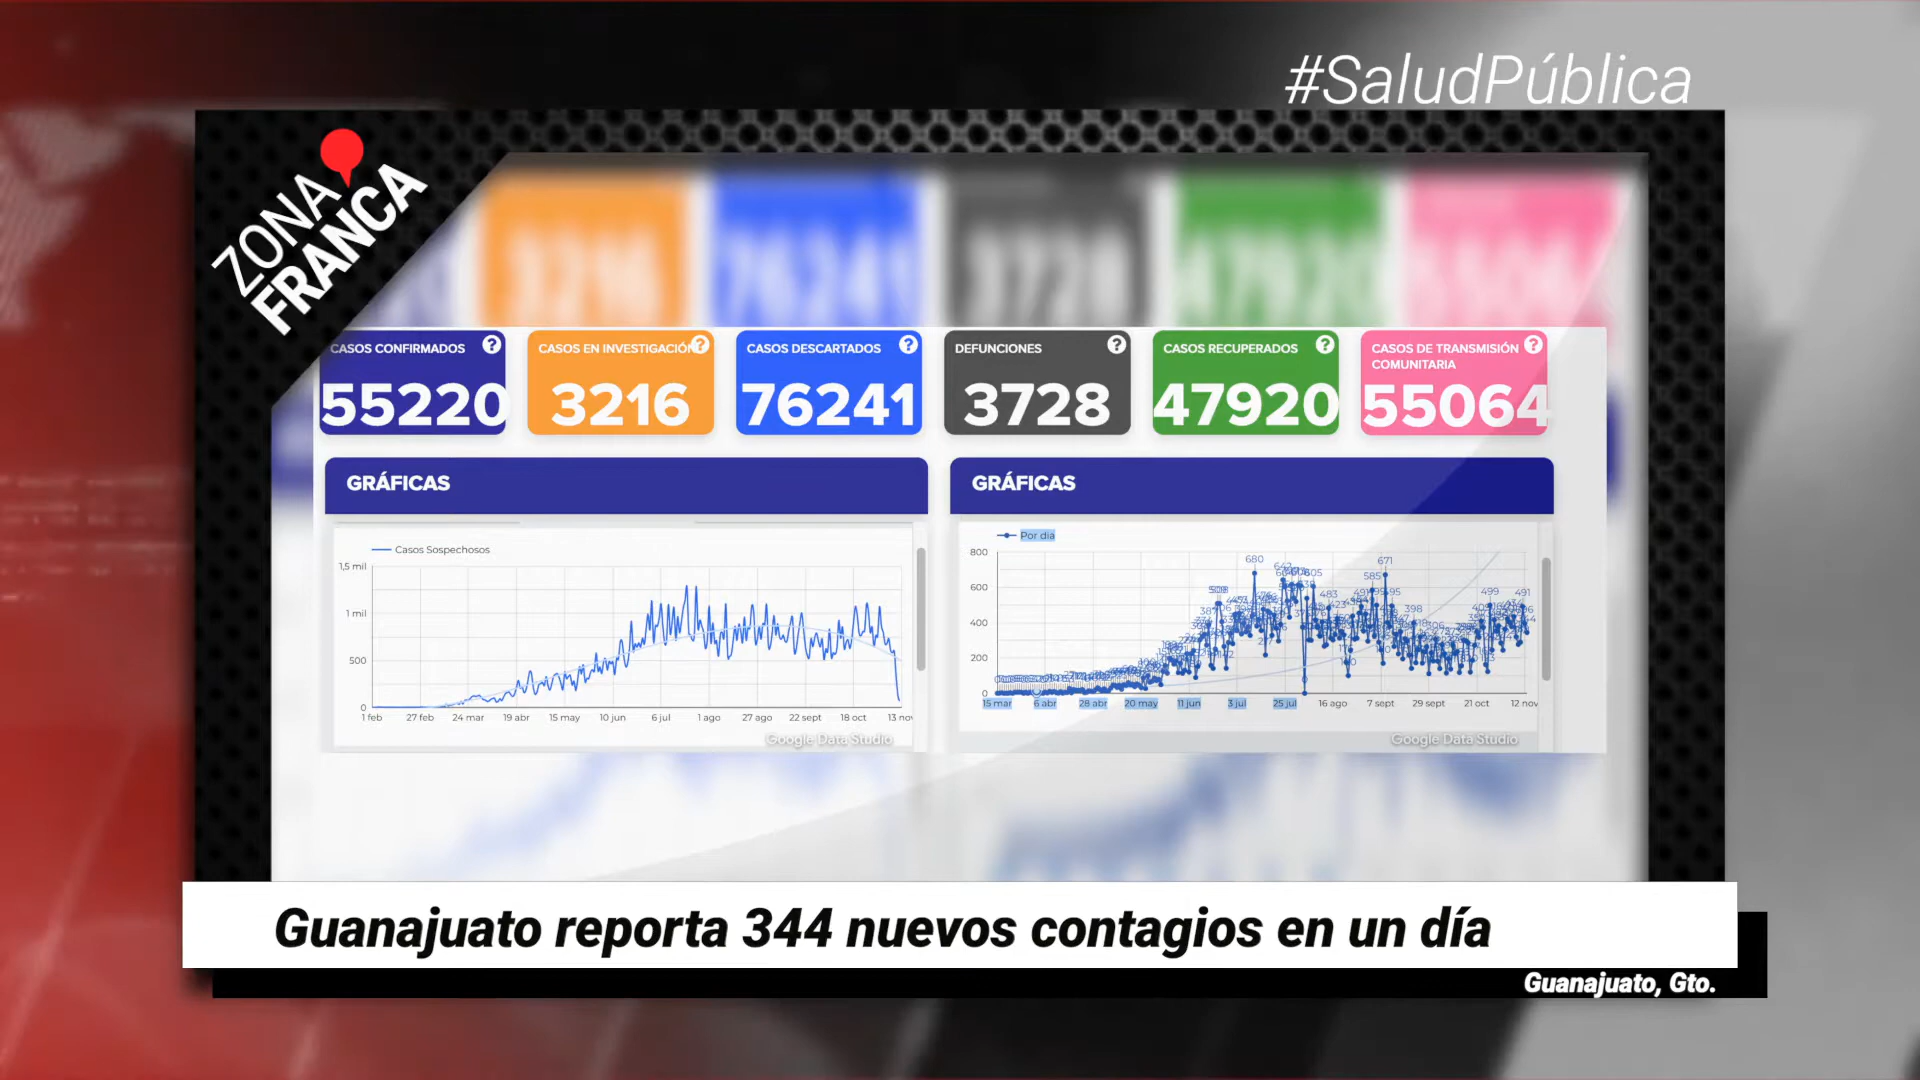 #SaludPública
ZONA
FRANCA
CASOS CONFIRMADOS
?
55220
CASOS EN INVESTIGACIÓN
?
3216
CASOS DESCARTADOS
?
76241
DEFUNCIONES
?
3728
CASOS RECUPERADOS
?
47920
CASOS DE TRANSMISIÓN
COMUNITARIA
?
55064
GRÁFICAS
Casos Sospechosos
1,5 mil
1 mil
500
0
1 feb 27 feb 24 mar 19 abr 15 may 10 jun 6 jul 1 ago 27 ago 22 sept 18 oct 13 nov
Google Data Studio
GRÁFICAS
Por dia
800
600
400
200
0
680
671
585
483
398
499
491
15 mar 6 abr 28 abr 20 may 11 jun 3 jul 25 jul 16 ago 7 sept 29 sept 21 oct 12 nov
Google Data Studio
Guanajuato reporta 344 nuevos contagios en un día
Guanajuato, Gto.